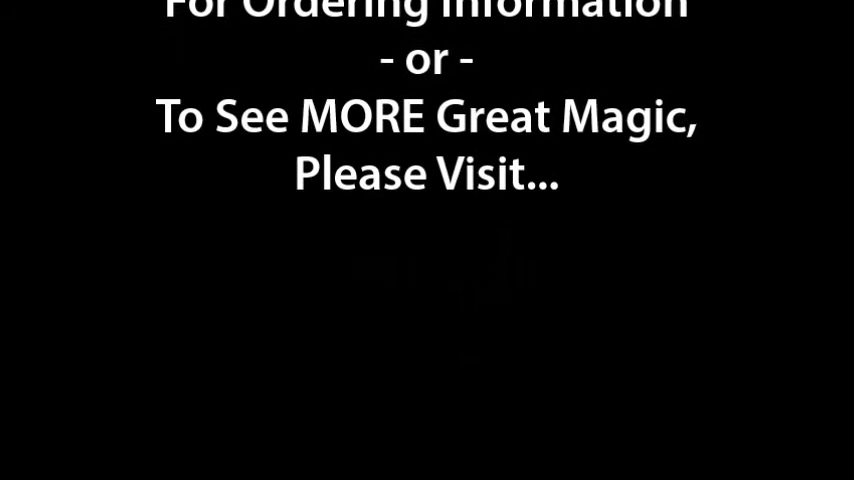 For Ordering Information
- or -
To See MORE Great Magic,
Please Visit...